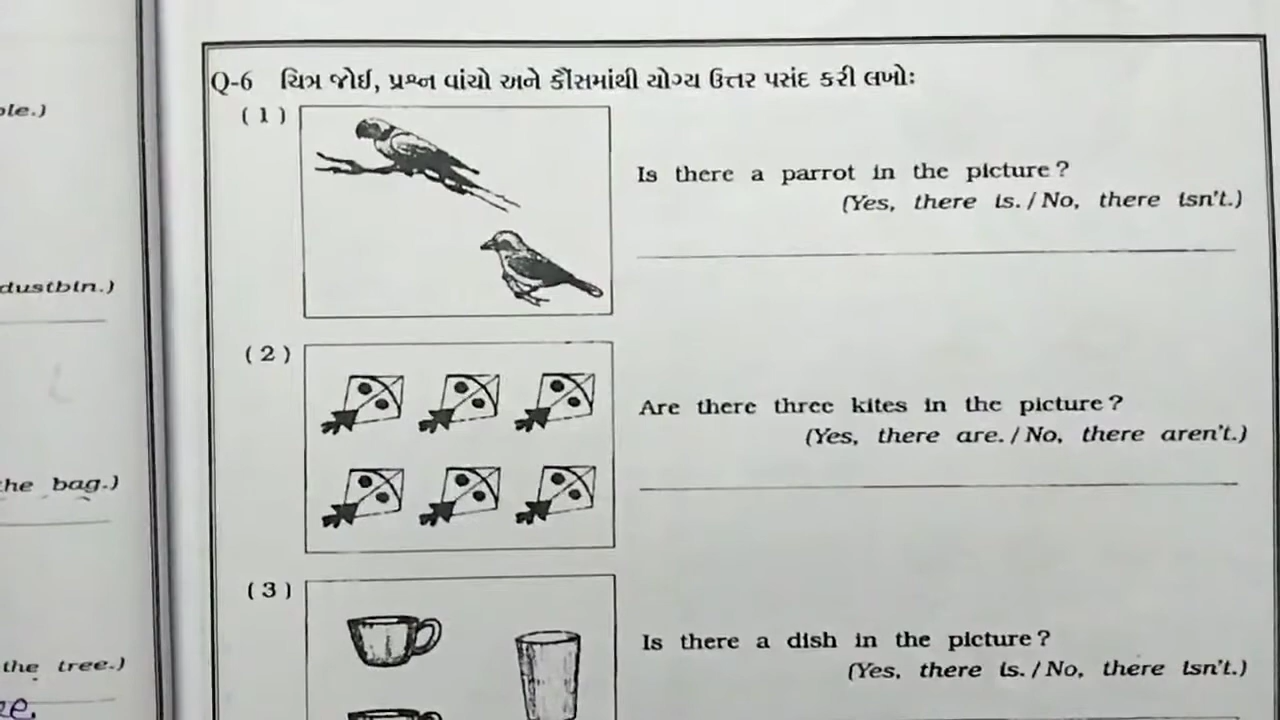 ple.)
dustbin.)
the bag.)
the tree.)
ee.
Q-6 ચિત્ર જોઈ, પ્રશ્ન વાંચો અને કૌંસમાંથી યોગ્ય ઉત્તર પસંદ કરી લખોઃ
(1)
Is there a parrot in the picture?
(Yes, there is. / No, there isn't.)
(2)
Are there three kites in the picture?
(Yes, there are. / No, there aren't.)
(3)
Is there a dish in the picture?
(Yes, there is. / No, there isn't.)